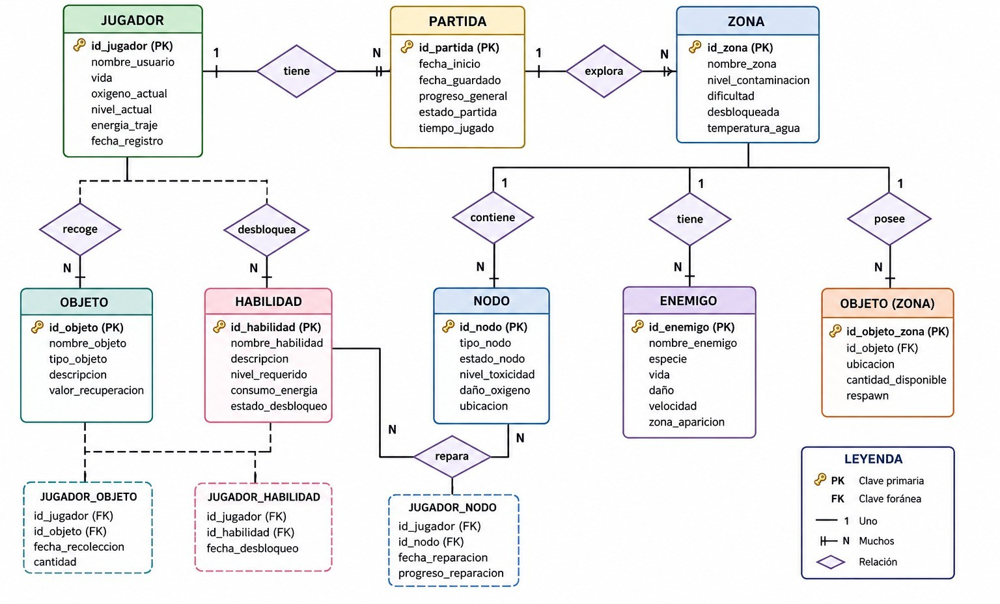 JUGADOR
id_jugador (PK)
nombre_usuario
vida
oxigeno_actual
nivel_actual
energia_traje
fecha_registro
1
tiene
N
PARTIDA
id_partida (PK)
fecha_inicio
fecha_guardado
progreso_general
estado_partida
tiempo_jugado
1
explora
N
ZONA
id_zona (PK)
nombre_zona
nivel_contaminacion
dificultad
desbloqueada
temperatura_agua
recoge
N
desbloquea
N
1
contiene
N
1
tiene
N
1
posee
N
OBJETO
id_objeto (PK)
nombre_objeto
tipo_objeto
descripcion
valor_recuperacion
HABILIDAD
id_habilidad (PK)
nombre_habilidad
descripcion
nivel_requerido
consumo_energia
estado_desbloqueo
NODO
id_nodo (PK)
tipo_nodo
estado_nodo
nivel_toxicidad
daño_oxigeno
ubicacion
ENEMIGO
id_enemigo (PK)
nombre_enemigo
especie
vida
daño
velocidad
zona_aparicion
OBJETO (ZONA)
id_objeto_zona (PK)
id_objeto (FK)
ubicacion
cantidad_disponible
respawn
N
repara
N
JUGADOR_OBJETO
id_jugador (FK)
id_objeto (FK)
fecha_recoleccion
cantidad
JUGADOR_HABILIDAD
id_jugador (FK)
id_habilidad (FK)
fecha_desbloqueo
JUGADOR_NODO
id_jugador (FK)
id_nodo (FK)
fecha_reparacion
progreso_reparacion
LEYENDA
PK Clave primaria
FK Clave foránea
1 Uno
N Muchos
Relación